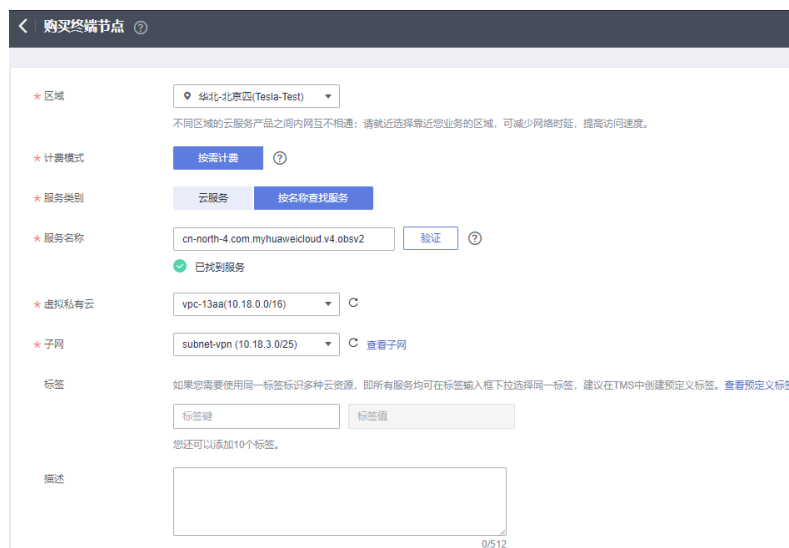 购买终端节点 ?
* 区域 华北-北京四(Tesla-Test)
不同区域的云服务产品之间内网互不相通；请就近选择靠近您业务的区域，可减少网络时延，提高访问速度。
* 计费模式 按需计费 ?
* 服务类别 云服务 按名称查找服务
* 服务名称 cn-north-4.com.myhuaweicloud.v4.obsv2 验证 ?
已找到服务
* 虚拟私有云 vpc-13aa(10.18.0.0/16)
* 子网 subnet-vpn (10.18.3.0/25) 查看子网
标签 如果您需要使用同一标签标识多种云资源，即所有服务均可在标签输入框下拉选择同一标签，建议在TMS中创建预定义标签。查看预定义标签
标签键 标签值
您还可以添加10个标签。
描述
0/512